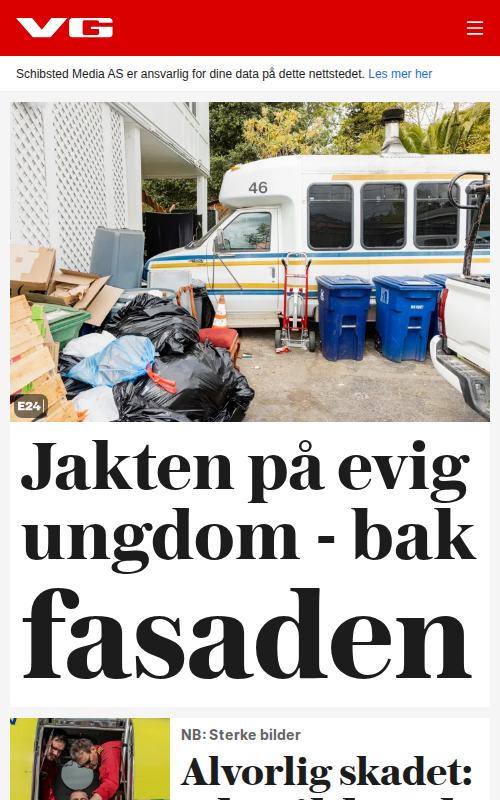 VG
Schibsted Media AS er ansvarlig for dine data på dette nettstedet. Les mer her
46
E24
Jakten på evig
ungdom - bak
fasaden
NB: Sterke bilder
Alvorlig skadet: